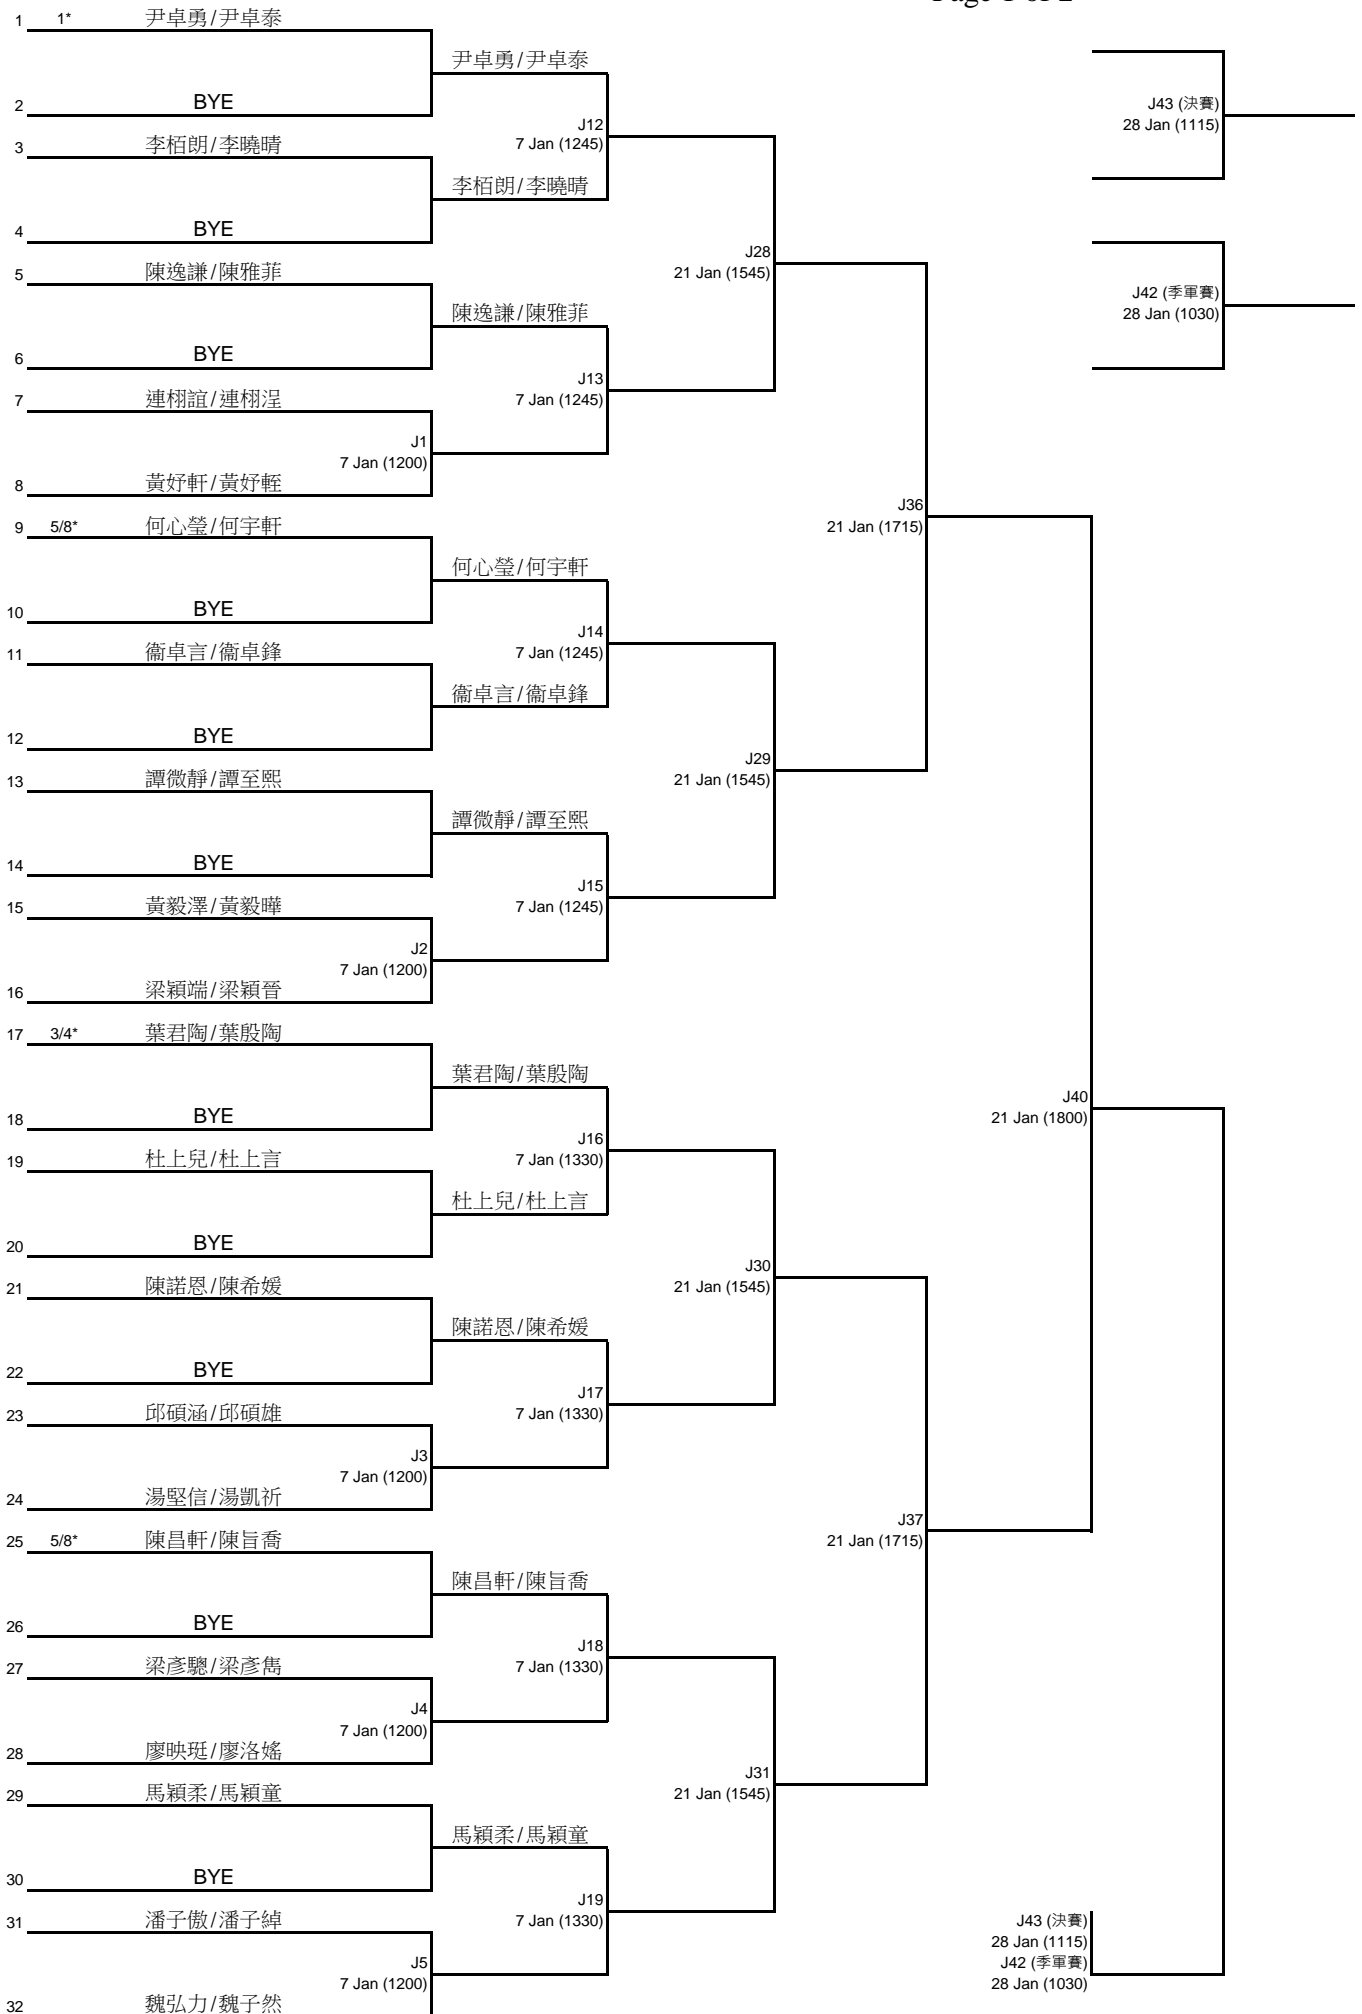 Page 1 of 2
1 1* 尹卓勇/尹卓泰
尹卓勇/尹卓泰
2 BYE
J43 (決賽)
28 Jan (1115)
J12
7 Jan (1245)
3 李栢朗/李曉晴
李栢朗/李曉晴
4 BYE
J28
21 Jan (1545)
5 陳逸謙/陳雅菲
J42 (季軍賽)
28 Jan (1030)
陳逸謙/陳雅菲
6 BYE
J13
7 Jan (1245)
7 連栩誼/連栩浧
J1
7 Jan (1200)
8 黃妤軒/黃妤輊
J36
21 Jan (1715)
9 5/8* 何心瑩/何宇軒
何心瑩/何宇軒
10 BYE
J14
7 Jan (1245)
11 衞卓言/衞卓鋒
衞卓言/衞卓鋒
12 BYE
J29
21 Jan (1545)
13 譚微靜/譚至熙
譚微靜/譚至熙
14 BYE
J15
7 Jan (1245)
15 黃毅澤/黃毅曄
J2
7 Jan (1200)
16 梁穎端/梁穎晉
17 3/4* 葉君陶/葉殷陶
葉君陶/葉殷陶
J40
21 Jan (1800)
18 BYE
J16
7 Jan (1330)
19 杜上兒/杜上言
杜上兒/杜上言
20 BYE
J30
21 Jan (1545)
21 陳諾恩/陳希媛
陳諾恩/陳希媛
22 BYE
J17
7 Jan (1330)
23 邱碩涵/邱碩雄
J3
7 Jan (1200)
24 湯堅信/湯凱祈
J37
21 Jan (1715)
25 5/8* 陳昌軒/陳旨喬
陳昌軒/陳旨喬
26 BYE
J18
7 Jan (1330)
27 梁彥驄/梁彥雋
J4
7 Jan (1200)
28 廖映珽/廖洛媱
J31
21 Jan (1545)
29 馬穎柔/馬穎童
馬穎柔/馬穎童
30 BYE
J19
7 Jan (1330)
31 潘子傲/潘子綽
J43 (決賽)
28 Jan (1115)
J42 (季軍賽)
28 Jan (1030)
J5
7 Jan (1200)
32 魏弘力/魏子然